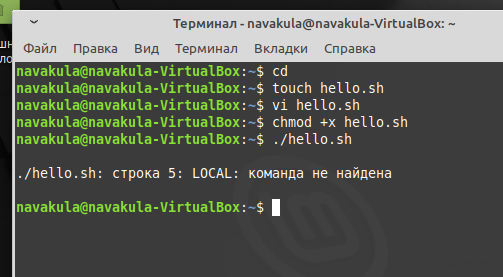 Терминал - navakula@navakula-VirtualBox: ~
Файл Правка Вид Терминал Вкладки Справка
navakula@navakula-VirtualBox:~$ cd
navakula@navakula-VirtualBox:~$ touch hello.sh
navakula@navakula-VirtualBox:~$ vi hello.sh
navakula@navakula-VirtualBox:~$ chmod +x hello.sh
navakula@navakula-VirtualBox:~$ ./hello.sh
./hello.sh: строка 5: LOCAL: команда не найдена
navakula@navakula-VirtualBox:~$